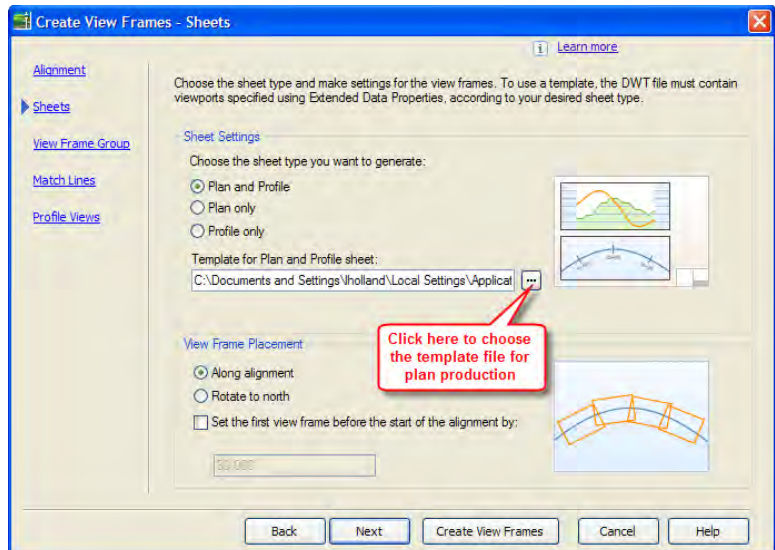 Create View Frames - Sheets
Learn more
Alignment
Sheets
View Frame Group
Match Lines
Profile Views
Choose the sheet type and make settings for the view frames. To use a template, the DWT file must contain
viewports specified using Extended Data Properties, according to your desired sheet type.
Sheet Settings
Choose the sheet type you want to generate:
Plan and Profile
Plan only
Profile only
Template for Plan and Profile sheet:
C:\Documents and Settings\lholland\Local Settings\Applicat
...
Click here to choose
the template file for
plan production
View Frame Placement
Along alignment
Rotate to north
Set the first view frame before the start of the alignment by:
Back
Next
Create View Frames
Cancel
Help